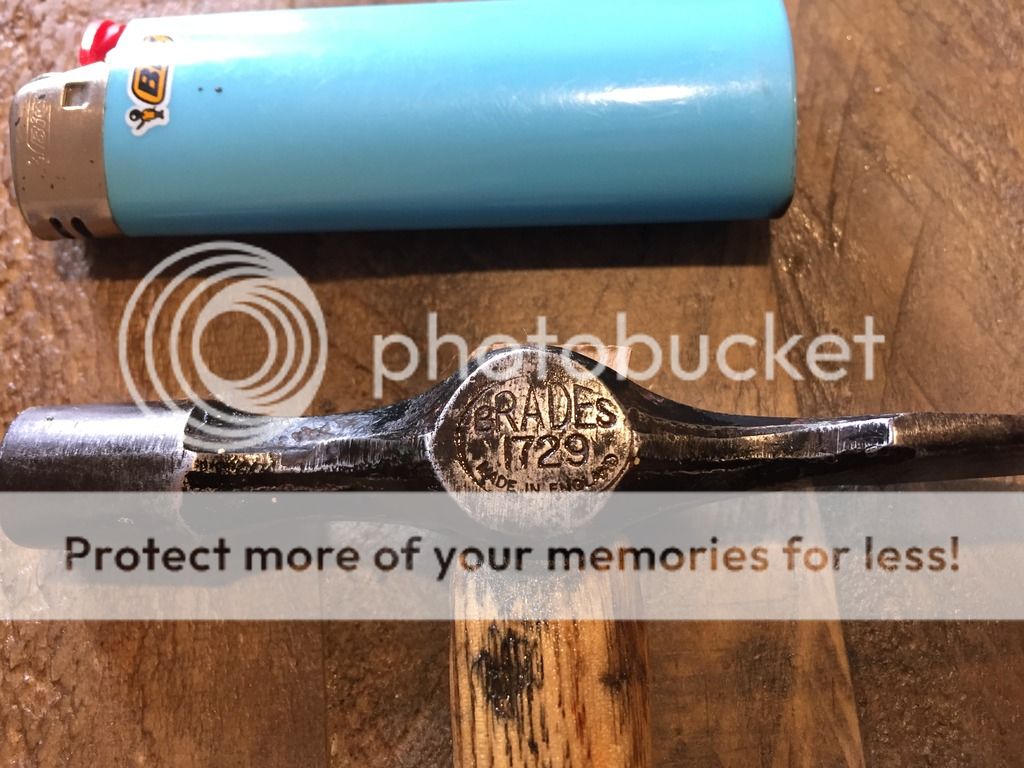 BIC
photobucket
BRADES
1729
MADE IN ENGLAND
Protect more of your memories for less!